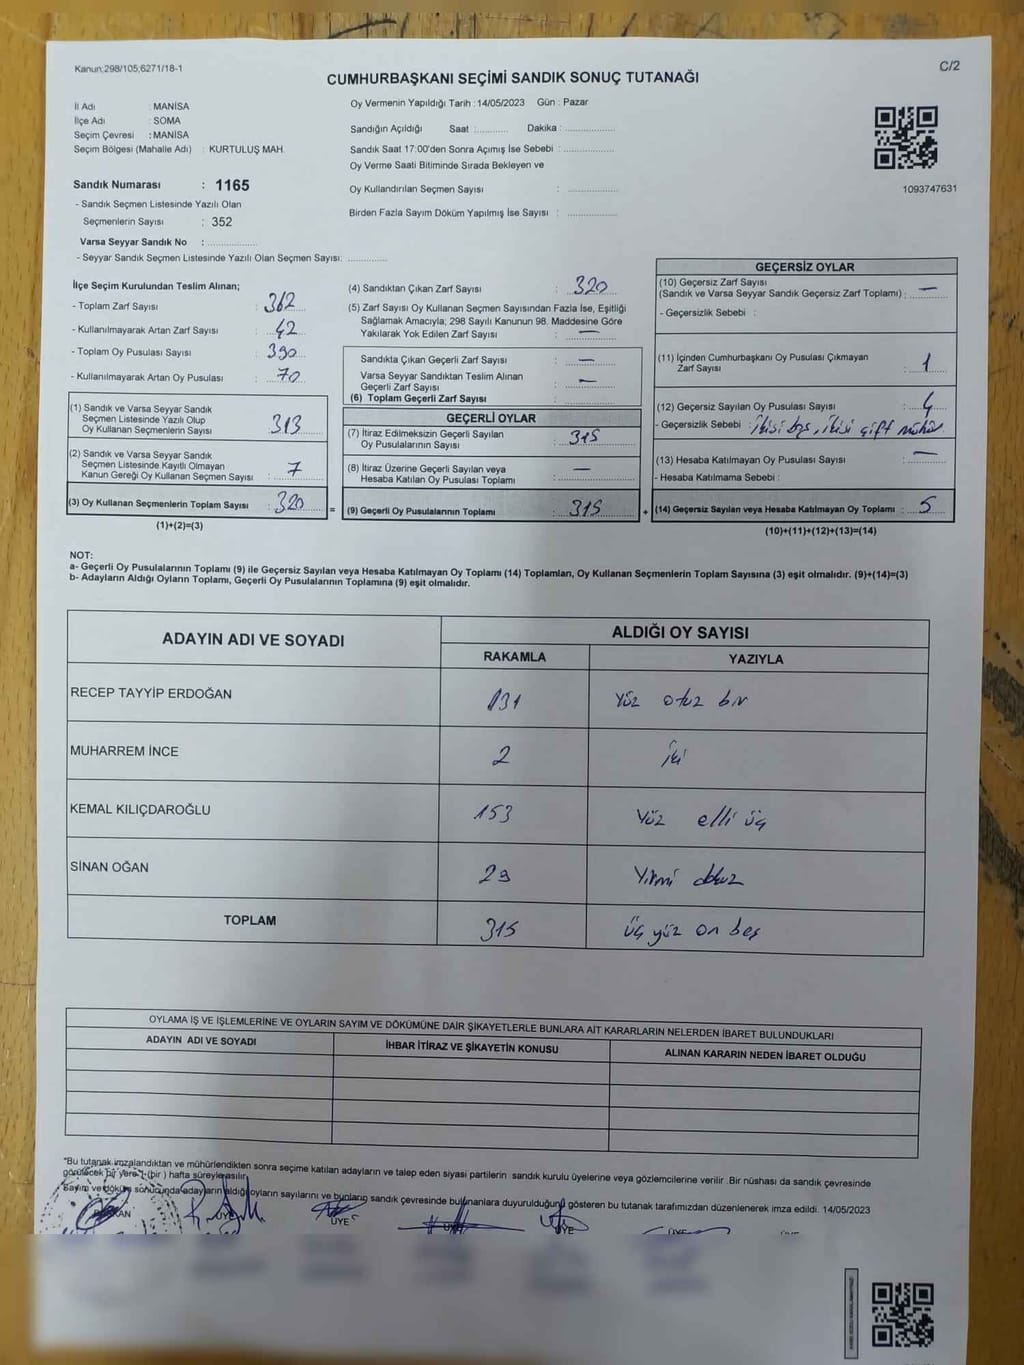 Kanun:298/105,6271/18-1
C/2
CUMHURBAŞKANI SEÇİMİ SANDIK SONUÇ TUTANAĞI
İl Adı : MANİSA
İlçe Adı : SOMA
Seçim Çevresi : MANİSA
Seçim Bölgesi (Mahalle Adı) : KURTULUŞ MAH.
Sandık Numarası : 1165
- Sandık Seçmen Listesinde Yazılı Olan
Seçmenlerin Sayısı : 352
Varsa Seyyar Sandık No : ................
- Seyyar Sandık Seçmen Listesinde Yazılı Olan Seçmen Sayısı: .............
Oy Vermenin Yapıldığı Tarih : 14/05/2023 Gün : Pazar
Sandığın Açıldığı Saat ............ Dakika : ................
Sandık Saat 17:00'den Sonra Açımış İse Sebebi : ................
Oy Verme Saati Bitiminde Sırada Bekleyen ve
Oy Kullandırılan Seçmen Sayısı : ................
Birden Fazla Sayım Döküm Yapılmış İse Sayısı : ................
1093747631
İlçe Seçim Kurulundan Teslim Alınan;
- Toplam Zarf Sayısı : 362
- Kullanılmayarak Artan Zarf Sayısı : 42
- Toplam Oy Pusulası Sayısı : 390
- Kullanılmayarak Artan Oy Pusulası : 70
(1) Sandık ve Varsa Seyyar Sandık
Seçmen Listesinde Yazılı Olup
Oy Kullanan Seçmenlerin Sayısı : 313
(2) Sandık ve Varsa Seyyar Sandık
Seçmen Listesinde Kayıtlı Olmayan
Kanun Gereği Oy Kullanan Seçmen Sayısı : 7
(3) Oy Kullanan Seçmenlerin Toplam Sayısı : 320 =
(1)+(2)=(3)
(4) Sandıktan Çıkan Zarf Sayısı : 320
(5) Zarf Sayısı Oy Kullanan Seçmen Sayısından Fazla İse, Eşitliği
Sağlamak Amacıyla; 298 Sayılı Kanunun 98. Maddesine Göre
Yakılarak Yok Edilen Zarf Sayısı : —
Sandıkta Çıkan Geçerli Zarf Sayısı : —
Varsa Seyyar Sandıktan Teslim Alınan
Geçerli Zarf Sayısı : —
(6) Toplam Geçerli Zarf Sayısı : ................
GEÇERLİ OYLAR
(7) İtiraz Edilmeksizin Geçerli Sayılan
Oy Pusulalarının Sayısı : 315
(8) İtiraz Üzerine Geçerli Sayılan veya
Hesaba Katılan Oy Pusulası Toplamı : —
(9) Geçerli Oy Pusulalarının Toplamı : 315 +
GEÇERSİZ OYLAR
(10) Geçersiz Zarf Sayısı
(Sandık ve Varsa Seyyar Sandık Geçersiz Zarf Toplamı) : —
- Geçersizlik Sebebi :
(11) İçinden Cumhurbaşkanı Oy Pusulası Çıkmayan
Zarf Sayısı : 1
(12) Geçersiz Sayılan Oy Pusulası Sayısı : 4
- Geçersizlik Sebebi : İkisi boş, ikisi çift mühür
(13) Hesaba Katılmayan Oy Pusulası Sayısı : —
- Hesaba Katılmama Sebebi :
(14) Geçersiz Sayılan veya Hesaba Katılmayan Oy Toplamı : 5
(10)+(11)+(12)+(13)=(14)
NOT:
a- Geçerli Oy Pusulalarının Toplamı (9) ile Geçersiz Sayılan veya Hesaba Katılmayan Oy Toplamı (14) Toplamları, Oy Kullanan Seçmenlerin Toplam Sayısına (3) eşit olmalıdır. (9)+(14)=(3)
b- Adayların Aldığı Oyların Toplamı, Geçerli Oy Pusulalarının Toplamına (9) eşit olmalıdır.
ADAYIN ADI VE SOYADI ALDIĞI OY SAYISI
RAKAMLA YAZIYLA
RECEP TAYYİP ERDOĞAN 131 Yüz otuz bir
MUHARREM İNCE 2 İki
KEMAL KILIÇDAROĞLU 153 Yüz elli üç
SİNAN OĞAN 29 Yirmi dokuz
TOPLAM 315 üç yüz on beş
OYLAMA İŞ VE İŞLEMLERİNE VE OYLARIN SAYIM VE DÖKÜMÜNE DAİR ŞİKAYETLERLE BUNLARA AİT KARARLARIN NELERDEN İBARET BULUNDUKLARI
ADAYIN ADI VE SOYADI İHBAR İTİRAZ VE ŞİKAYETİN KONUSU ALINAN KARARIN NEDEN İBARET OLDUĞU
"Bu tutanak imzalandıktan ve mühürlendikten sonra seçime katılan adayların ve talep eden siyasi partilerin sandık kurulu üyelerine veya gözlemcilerine verilir. Bir nüshası da sandık çevresinde
görülecek bir yere 1 (bir ) hafta süreyle asılır.
Sayım ve döküm sonucunda adayların aldığı oyların sayılarını ve bunların sandık çevresinde bulunanlara duyurulduğunu gösteren bu tutanak tarafımızdan düzenlenerek imza edildi. 14/05/2023
BAŞKAN ÜYE ÜYE ÜYE ÜYE ÜYE ÜYE